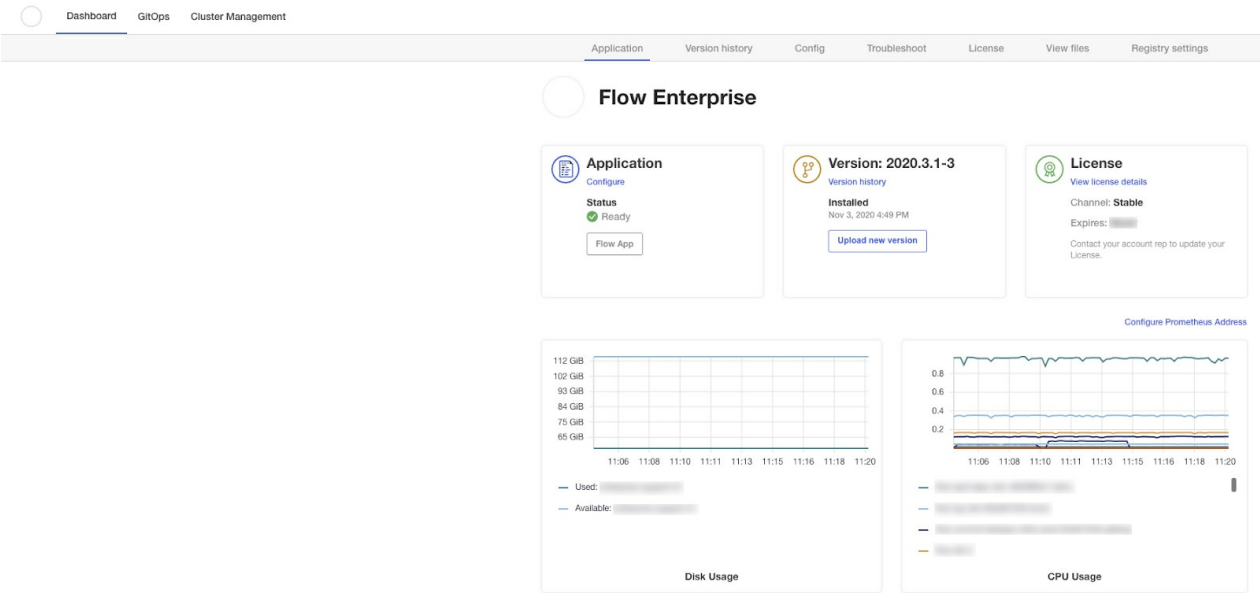 Dashboard GitOps Cluster Management
Application Version history Config Troubleshoot License View files Registry settings
Flow Enterprise
Application
Configure
Status
Ready
Flow App
Version: 2020.3.1-3
Version history
Installed
Nov 3, 2020 4:49 PM
Upload new version
License
View license details
Channel: Stable
Expires:
Contact your account rep to update your
License.
Configure Prometheus Address
112 GiB
102 GiB
93 GiB
84 GiB
75 GiB
65 GiB
11:06 11:08 11:10 11:11 11:13 11:15 11:16 11:18 11:20
Used:
Available:
Disk Usage
0.8
0.6
0.4
0.2
11:06 11:08 11:10 11:11 11:13 11:15 11:16 11:18 11:20
CPU Usage